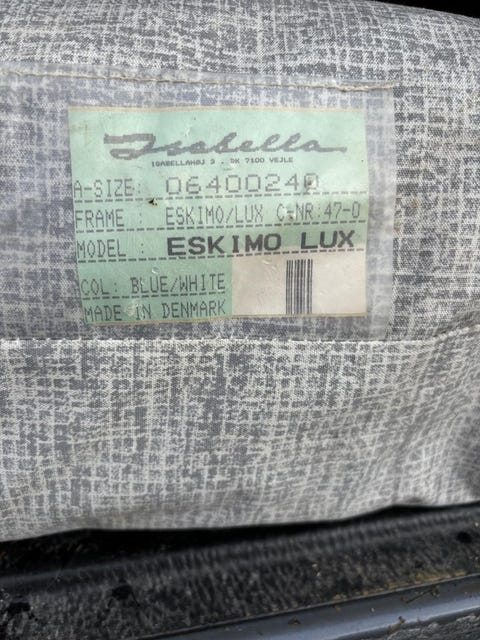 Isabella
ISABELLAHØJ 3 . DK 7100 VEJLE
A-SIZE: 06400240
FRAME : ESKIMO/LUX C-NR:47-0
MODEL : ESKIMO LUX
COL: BLUE/WHITE
MADE IN DENMARK